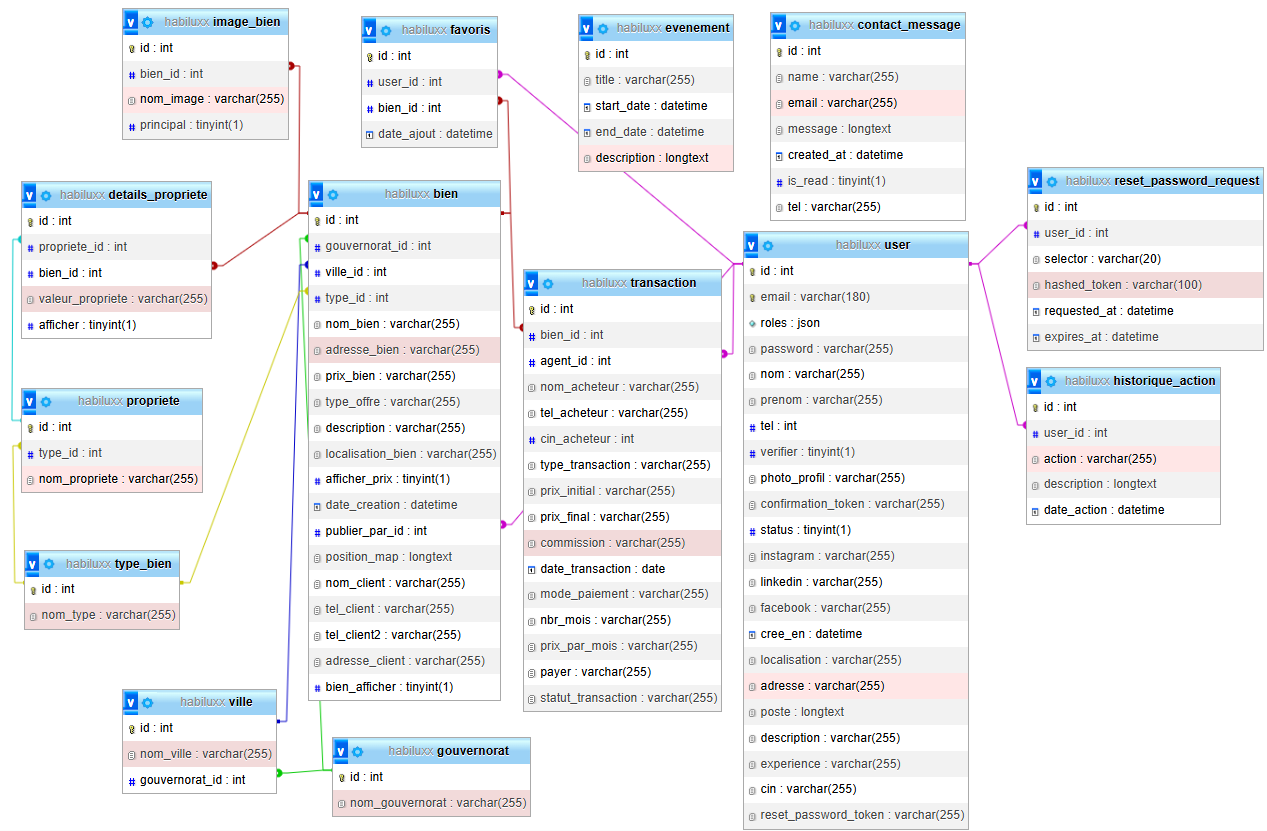 habiluxx image_bien
id : int
bien_id : int
nom_image : varchar(255)
principal : tinyint(1)
habiluxx favoris
id : int
user_id : int
bien_id : int
date_ajout : datetime
habiluxx evenement
id : int
title : varchar(255)
start_date : datetime
end_date : datetime
description : longtext
habiluxx contact_message
id : int
name : varchar(255)
email : varchar(255)
message : longtext
created_at : datetime
is_read : tinyint(1)
tel : varchar(255)
habiluxx details_propriete
id : int
propriete_id : int
bien_id : int
valeur_propriete : varchar(255)
afficher : tinyint(1)
habiluxx bien
id : int
gouvernorat_id : int
ville_id : int
type_id : int
nom_bien : varchar(255)
adresse_bien : varchar(255)
prix_bien : varchar(255)
type_offre : varchar(255)
description : varchar(255)
localisation_bien : varchar(255)
afficher_prix : tinyint(1)
date_creation : datetime
publier_par_id : int
position_map : longtext
nom_client : varchar(255)
tel_client : varchar(255)
tel_client2 : varchar(255)
adresse_client : varchar(255)
bien_afficher : tinyint(1)
habiluxx transaction
id : int
bien_id : int
agent_id : int
nom_acheteur : varchar(255)
tel_acheteur : varchar(255)
cin_acheteur : int
type_transaction : varchar(255)
prix_initial : varchar(255)
prix_final : varchar(255)
commission : varchar(255)
date_transaction : date
mode_paiement : varchar(255)
nbr_mois : varchar(255)
prix_par_mois : varchar(255)
payer : varchar(255)
statut_transaction : varchar(255)
habiluxx user
id : int
email : varchar(180)
roles : json
password : varchar(255)
nom : varchar(255)
prenom : varchar(255)
tel : int
verifier : tinyint(1)
photo_profil : varchar(255)
confirmation_token : varchar(255)
status : tinyint(1)
instagram : varchar(255)
linkedin : varchar(255)
facebook : varchar(255)
cree_en : datetime
localisation : varchar(255)
adresse : varchar(255)
poste : longtext
description : varchar(255)
experience : varchar(255)
cin : varchar(255)
reset_password_token : varchar(255)
habiluxx reset_password_request
id : int
user_id : int
selector : varchar(20)
hashed_token : varchar(100)
requested_at : datetime
expires_at : datetime
habiluxx historique_action
id : int
user_id : int
action : varchar(255)
description : longtext
date_action : datetime
habiluxx propriete
id : int
type_id : int
nom_propriete : varchar(255)
habiluxx type_bien
id : int
nom_type : varchar(255)
habiluxx ville
id : int
nom_ville : varchar(255)
gouvernorat_id : int
habiluxx gouvernorat
id : int
nom_gouvernorat : varchar(255)